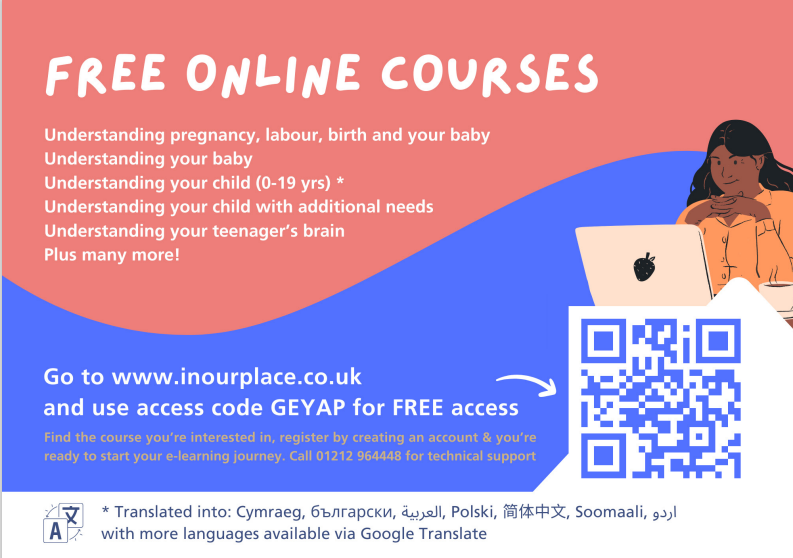 FREE ONLINE COURSES
Understanding pregnancy, labour, birth and your baby
Understanding your baby
Understanding your child (0-19 yrs) *
Understanding your child with additional needs
Understanding your teenager's brain
Plus many more!
Go to www.inourplace.co.uk
and use access code GEYAP for FREE access
Find the course you're interested in, register by creating an account & you're
ready to start your e-learning journey. Call 01212 964448 for technical support
文
A
* Translated into: Cymraeg, български, العربية, Polski, 简体中文, Soomaali, اردو
with more languages available via Google Translate